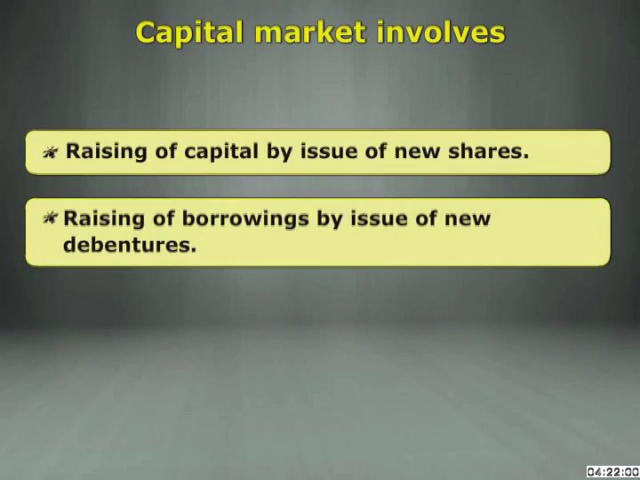 Capital market involves
Raising of capital by issue of new shares.
Raising of borrowings by issue of new
debentures.
04:22:00